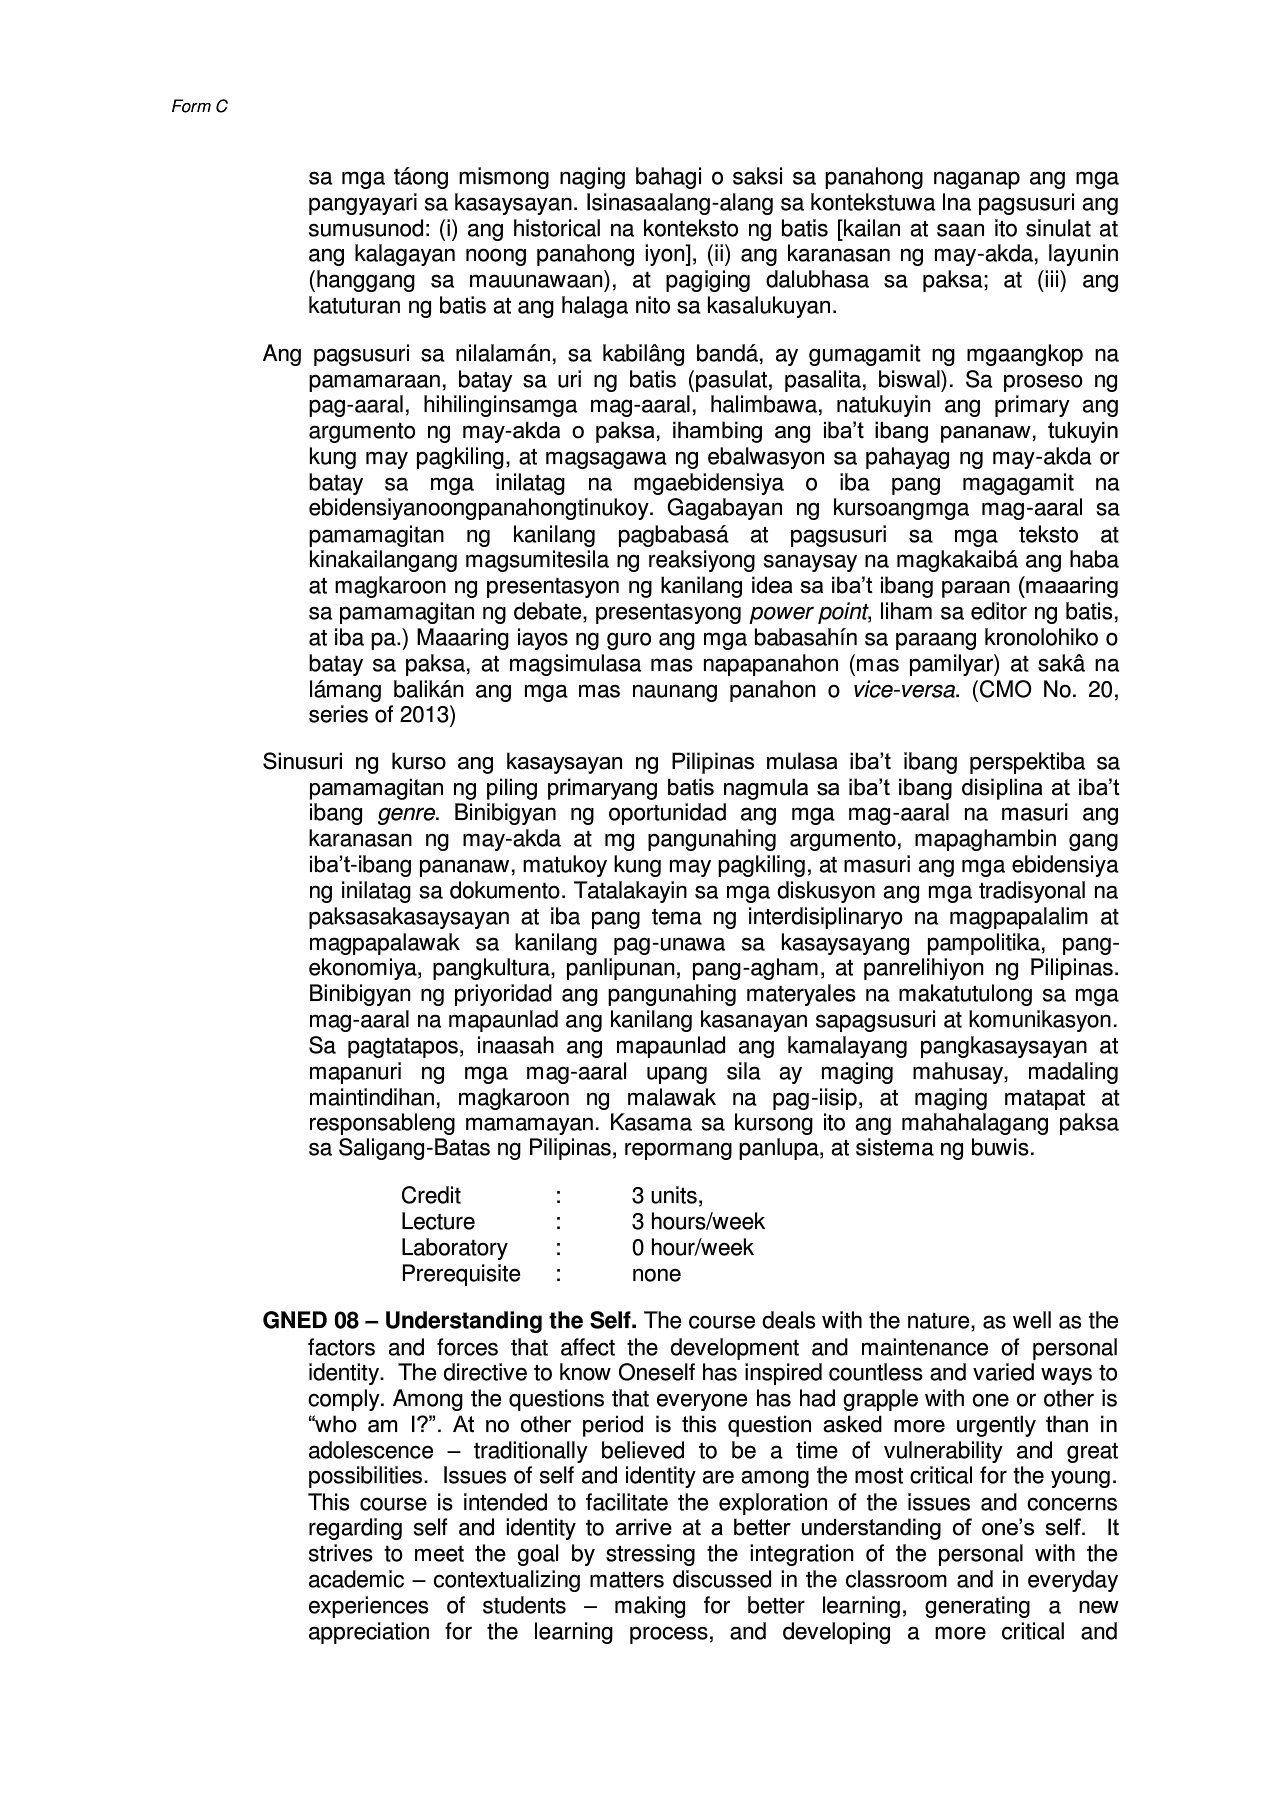 Form C
sa mga táong mismong naging bahagi o saksi sa panahong naganap ang mga
pangyayari sa kasaysayan. Isinasaalang-alang sa kontekstuwa lna pagsusuri ang
sumusunod: (i) ang historical na konteksto ng batis [kailan at saan ito sinulat at
ang kalagayan noong panahong iyon], (ii) ang karanasan ng may-akda, layunin
(hanggang sa mauunawaan), at pagiging dalubhasa sa paksa; at (iii) ang
katuturan ng batis at ang halaga nito sa kasalukuyan.
Ang pagsusuri sa nilalamán, sa kabilâng bandá, ay gumagamit ng mgaangkop na
pamamaraan, batay sa uri ng batis (pasulat, pasalita, biswal). Sa proseso ng
pag-aaral, hihilinginsamga mag-aaral, halimbawa, natukuyin ang primary ang
argumento ng may-akda o paksa, ihambing ang iba’t ibang pananaw, tukuyin
kung may pagkiling, at magsagawa ng ebalwasyon sa pahayag ng may-akda or
batay sa mga inilatag na mgaebidensiya o iba pang magagamit na
ebidensiyanoongpanahongtinukoy. Gagabayan ng kursoangmga mag-aaral sa
pamamagitan ng kanilang pagbabasá at pagsusuri sa mga teksto at
kinakailangang magsumitesila ng reaksiyong sanaysay na magkakaibá ang haba
at magkaroon ng presentasyon ng kanilang idea sa iba’t ibang paraan (maaaring
sa pamamagitan ng debate, presentasyong power point, liham sa editor ng batis,
at iba pa.) Maaaring iayos ng guro ang mga babasahín sa paraang kronolohiko o
batay sa paksa, at magsimulasa mas napapanahon (mas pamilyar) at sakâ na
lámang balikán ang mga mas naunang panahon o vice-versa. (CMO No. 20,
series of 2013)
Sinusuri ng kurso ang kasaysayan ng Pilipinas mulasa iba’t ibang perspektiba sa
pamamagitan ng piling primaryang batis nagmula sa iba’t ibang disiplina at iba’t
ibang genre. Binibigyan ng oportunidad ang mga mag-aaral na masuri ang
karanasan ng may-akda at mg pangunahing argumento, mapaghambin gang
iba’t-ibang pananaw, matukoy kung may pagkiling, at masuri ang mga ebidensiya
ng inilatag sa dokumento. Tatalakayin sa mga diskusyon ang mga tradisyonal na
paksasakasaysayan at iba pang tema ng interdisiplinaryo na magpapalalim at
magpapalawak sa kanilang pag-unawa sa kasaysayang pampolitika, pang-
ekonomiya, pangkultura, panlipunan, pang-agham, at panrelihiyon ng Pilipinas.
Binibigyan ng priyoridad ang pangunahing materyales na makatutulong sa mga
mag-aaral na mapaunlad ang kanilang kasanayan sapagsusuri at komunikasyon.
Sa pagtatapos, inaasah ang mapaunlad ang kamalayang pangkasaysayan at
mapanuri ng mga mag-aaral upang sila ay maging mahusay, madaling
maintindihan, magkaroon ng malawak na pag-iisip, at maging matapat at
responsableng mamamayan. Kasama sa kursong ito ang mahahalagang paksa
sa Saligang-Batas ng Pilipinas, repormang panlupa, at sistema ng buwis.
Credit : 3 units,
Lecture : 3 hours/week
Laboratory : 0 hour/week
Prerequisite : none
GNED 08 – Understanding the Self. The course deals with the nature, as well as the
factors and forces that affect the development and maintenance of personal
identity. The directive to know Oneself has inspired countless and varied ways to
comply. Among the questions that everyone has had grapple with one or other is
“who am I?”. At no other period is this question asked more urgently than in
adolescence – traditionally believed to be a time of vulnerability and great
possibilities. Issues of self and identity are among the most critical for the young.
This course is intended to facilitate the exploration of the issues and concerns
regarding self and identity to arrive at a better understanding of one’s self. It
strives to meet the goal by stressing the integration of the personal with the
academic – contextualizing matters discussed in the classroom and in everyday
experiences of students – making for better learning, generating a new
appreciation for the learning process, and developing a more critical and